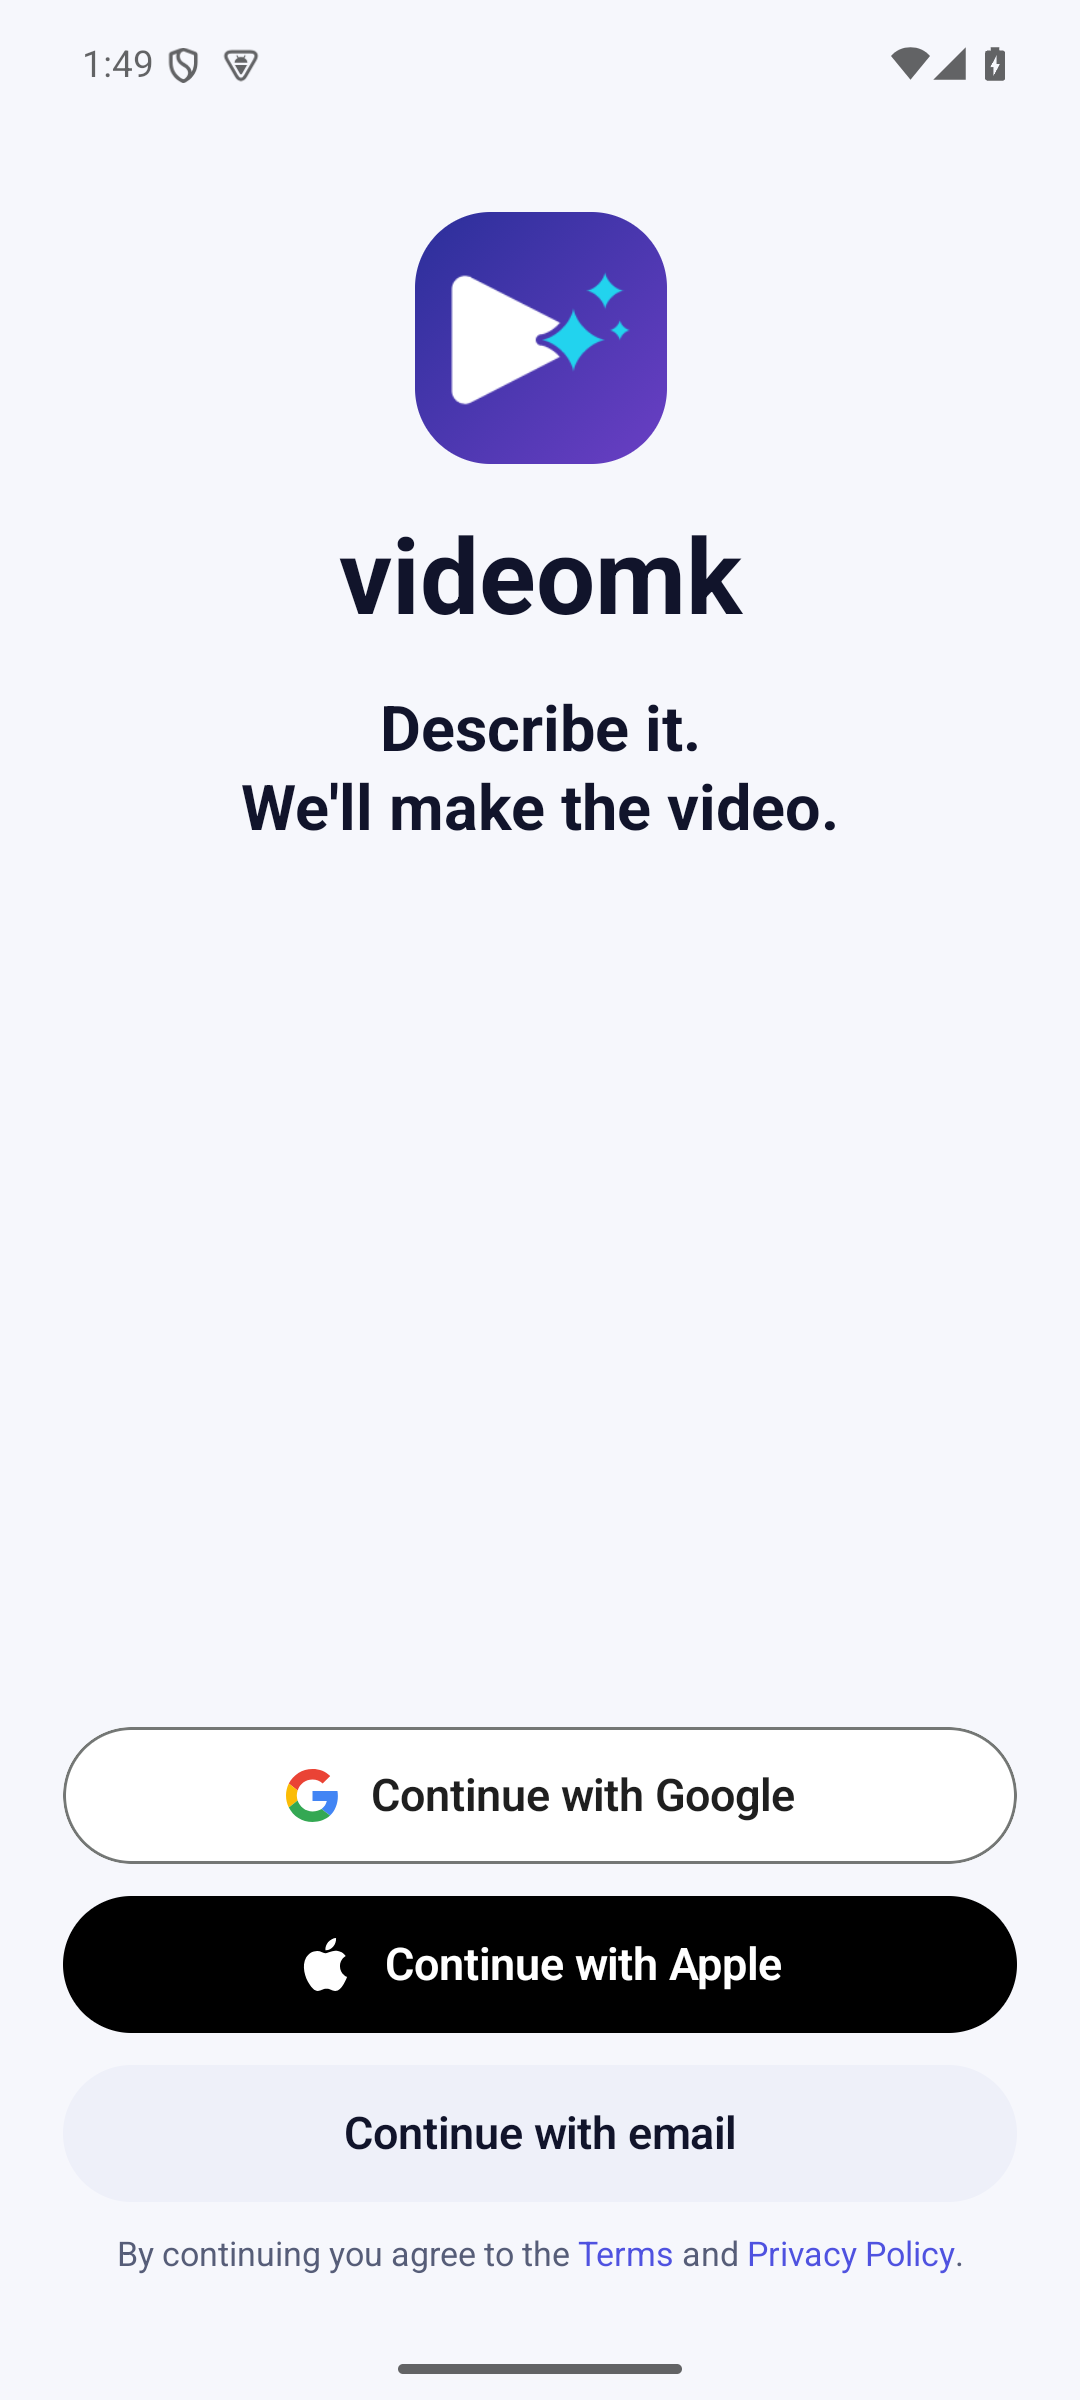 1:49
videomk
Describe it.
We'll make the video.
Continue with Google
Continue with Apple
Continue with email
By continuing you agree to the Terms and Privacy Policy.